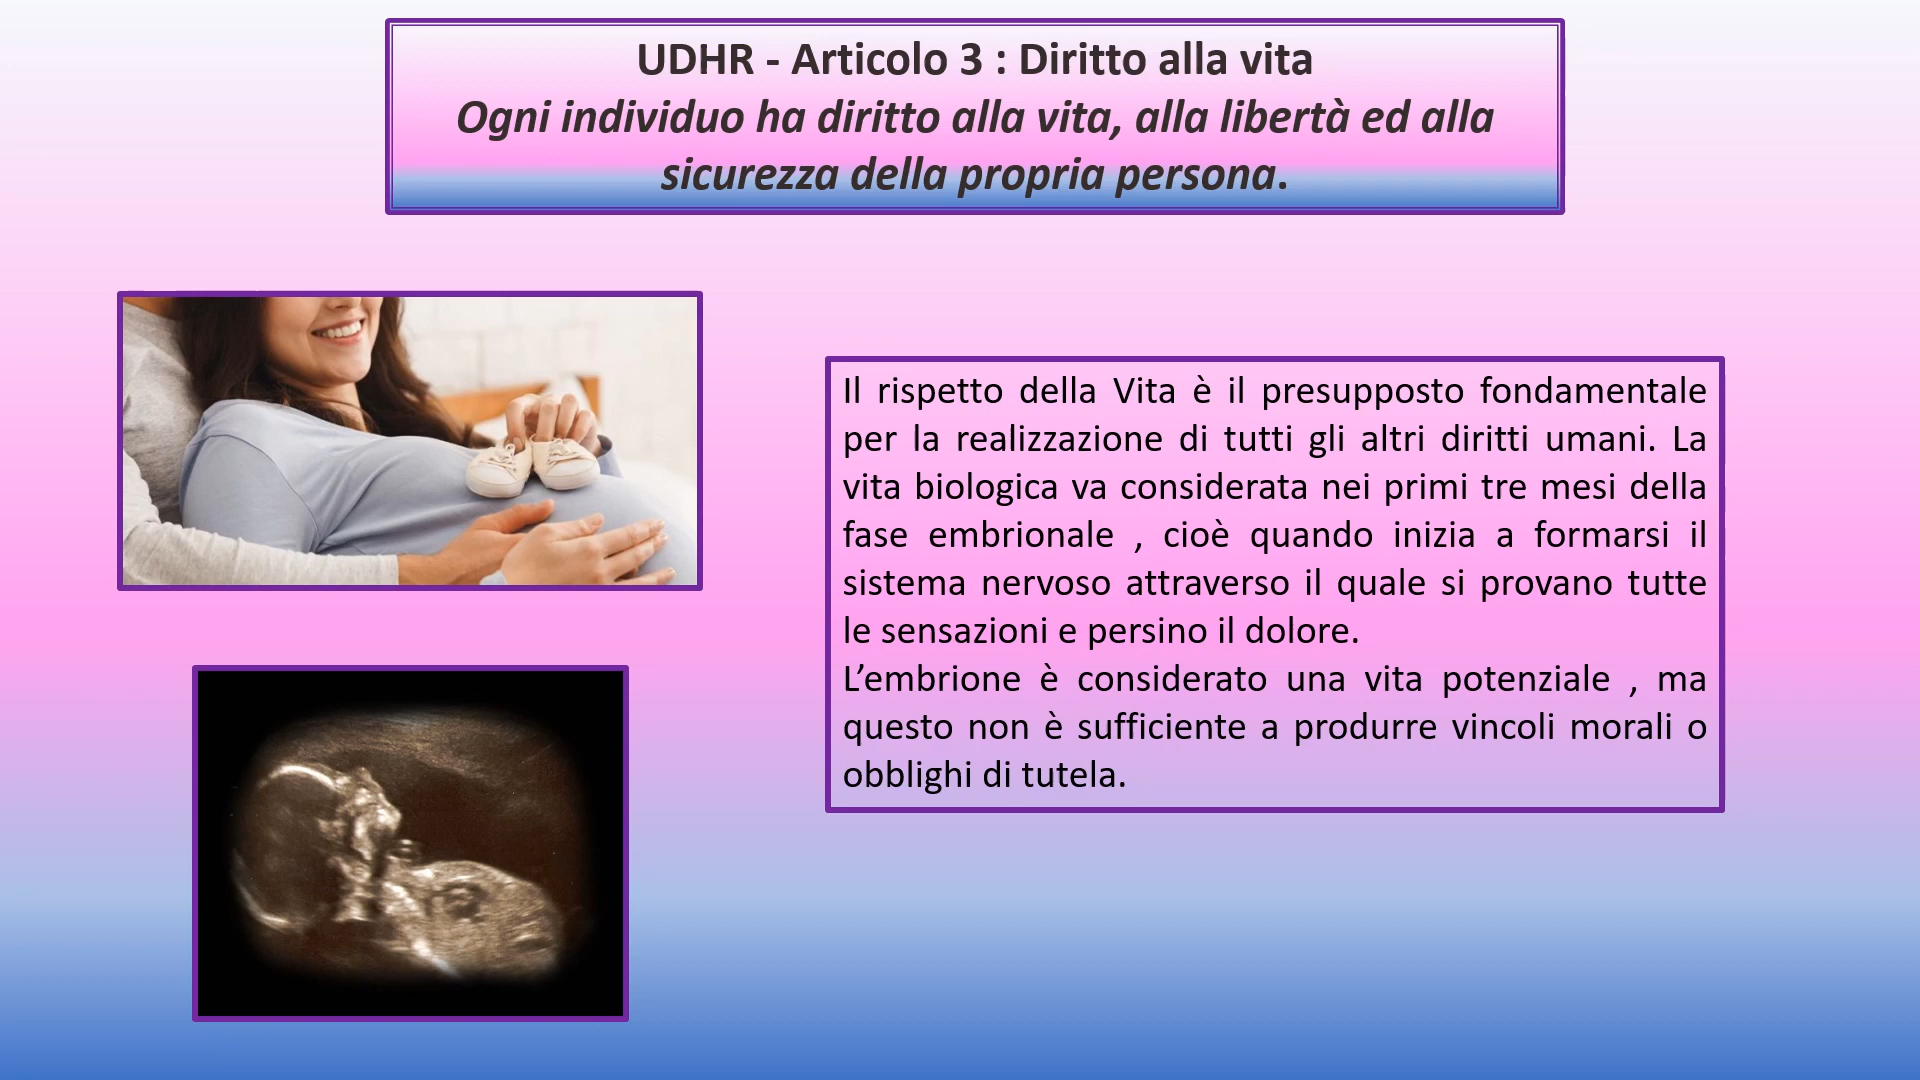 UDHR - Articolo 3 : Diritto alla vita
Ogni individuo ha diritto alla vita, alla libertà ed alla
sicurezza della propria persona.
Il rispetto della Vita è il presupposto fondamentale
per la realizzazione di tutti gli altri diritti umani. La
vita biologica va considerata nei primi tre mesi della
fase embrionale , cioè quando inizia a formarsi il
sistema nervoso attraverso il quale si provano tutte
le sensazioni e persino il dolore.
L’embrione è considerato una vita potenziale , ma
questo non è sufficiente a produrre vincoli morali o
obblighi di tutela.